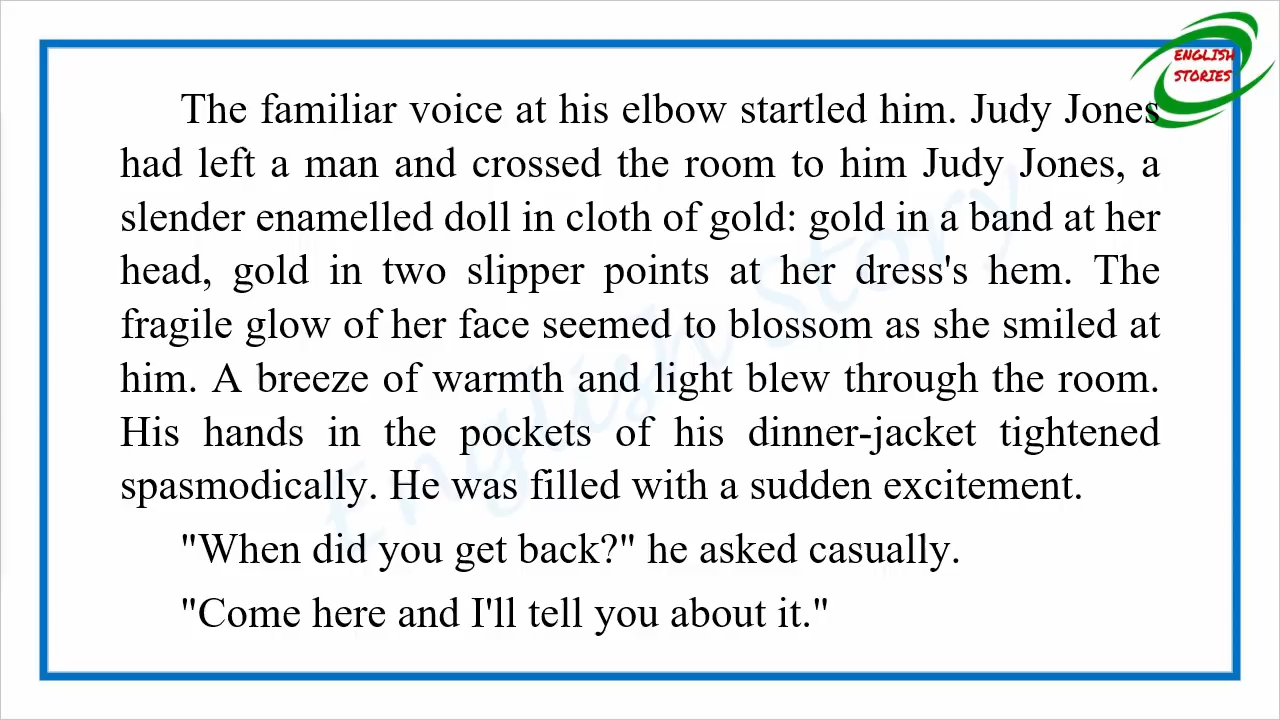 ENGLISH
STORIES
The familiar voice at his elbow startled him. Judy Jones
had left a man and crossed the room to him Judy Jones, a
slender enamelled doll in cloth of gold: gold in a band at her
head, gold in two slipper points at her dress's hem. The
fragile glow of her face seemed to blossom as she smiled at
him. A breeze of warmth and light blew through the room.
His hands in the pockets of his dinner-jacket tightened
spasmodically. He was filled with a sudden excitement.
"When did you get back?" he asked casually.
"Come here and I'll tell you about it."
English Story